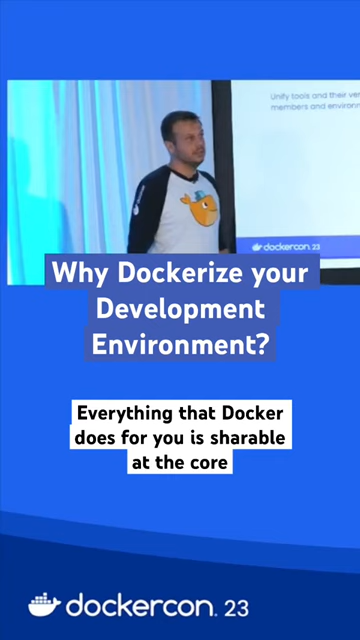 Unify tools and their ver
members and environm
dockercon. 23
Why Dockerize your
Development
Environment?
Everything that Docker
does for you is sharable
at the core
dockercon. 23